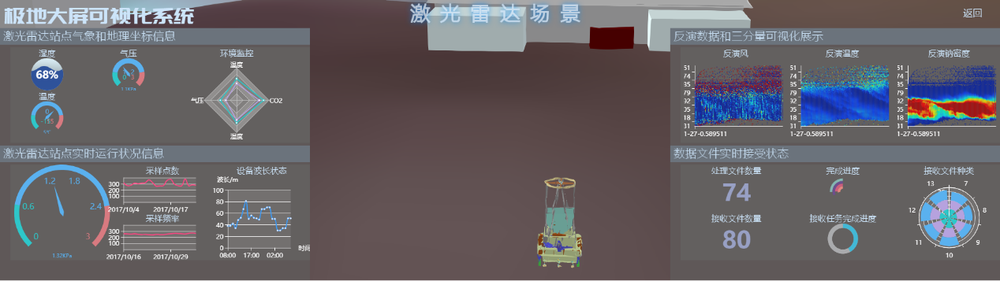 极地大屏可视化系统
激光雷达场景
返回
激光雷达站点气象和地理坐标信息
湿度
68%
气压
1.1KPa
温度
环境监控
温度
气压
CO2
湿度
激光雷达站点实时运行状况信息
0
0.6
1.2
1.8
2.4
3
1.32KPa
采样点数
300
200
100
2017/10/4
2017/10/17
采样频率
300
200
100
2017/10/16
2017/10/29
设备波长状态
波长/m
100
80
60
40
20
0
08:00
17:00
02:00
时间
反演数据和三分量可视化展示
反演风
51
74
35
79
32
35
18
31
1-27-0.589511
反演温度
51
74
35
79
32
35
18
31
1-27-0.589511
反演钠密度
51
74
35
79
32
35
18
31
1-27-0.589511
数据文件实时接受状态
处理文件数量
74
接收文件数量
80
完成进度
接收任务完成进度
接收文件种类
13
7
12
8
11
9
10